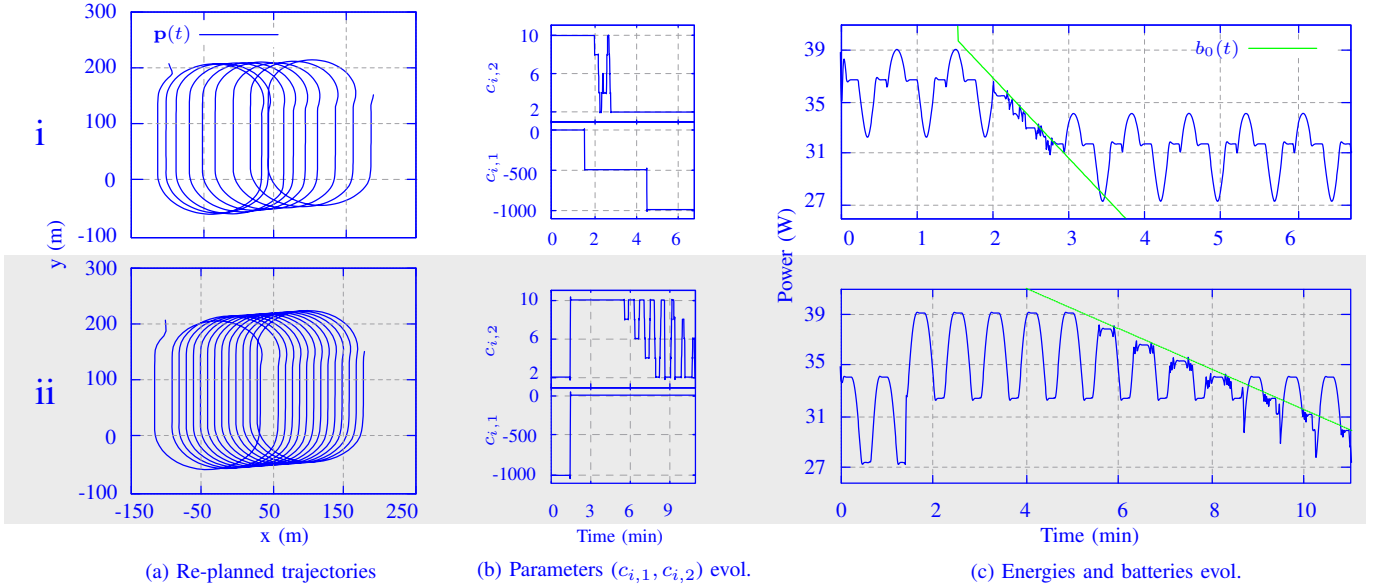 300
200
100
0
-100
p(t)
i
10
6
2
c_{i,2}
0
-500
-1000
c_{i,1}
0 2 4 6
39
35
31
27
b_0(t)
0 1 2 3 4 5 6
y (m)
Power (W)
300
200
100
0
-100
ii
-150 -50 50 150 250
x (m)
10
6
2
c_{i,2}
0
-500
-1000
c_{i,1}
0 3 6 9
Time (min)
39
35
31
27
0 2 4 6 8 10
Time (min)
(a) Re-planned trajectories
(b) Parameters (c_{i,1}, c_{i,2}) evol.
(c) Energies and batteries evol.